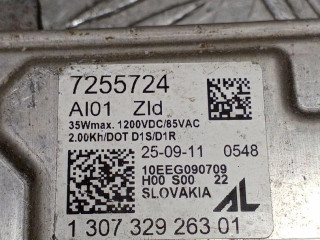 7255724
AI01 Zld
35Wmax. 1200VDC/85VAC
2.00Kh/DOT D1S/D1R
25-09-11 0548
10EEG090709
H00 S00 22
SLOVAKIA
AL
1 307 329 263 01